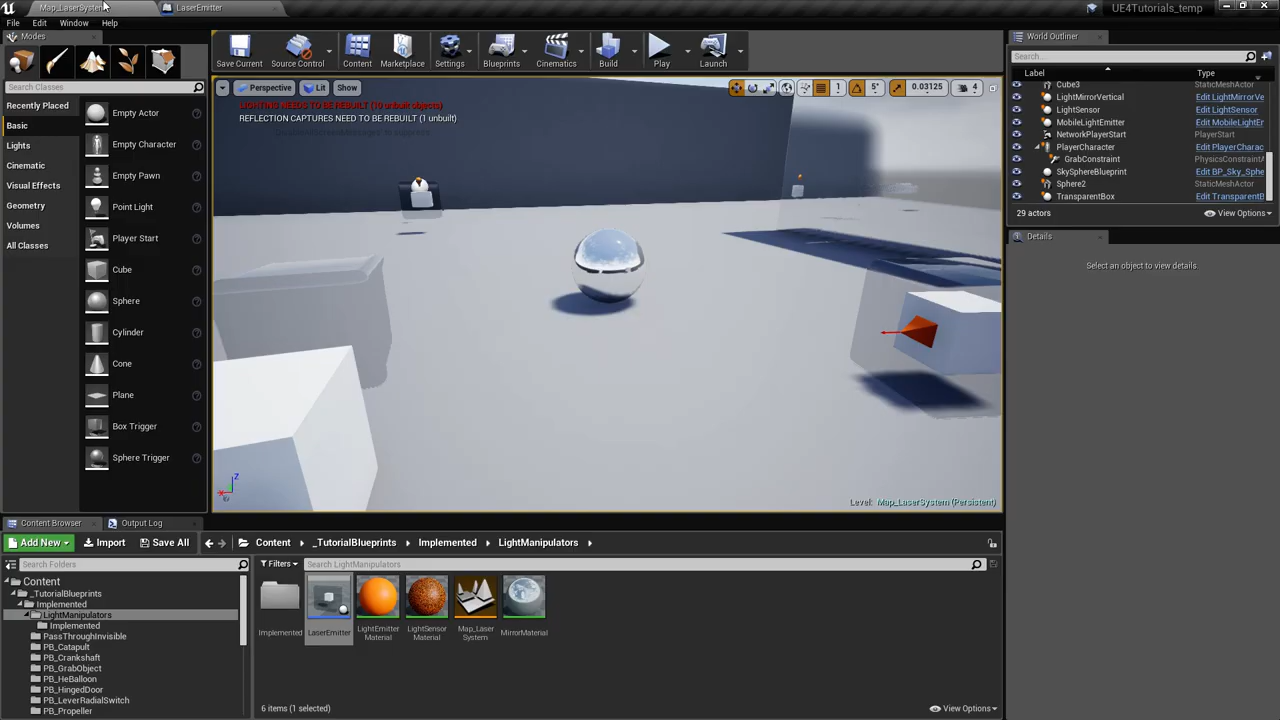 Map_LaserSystem
LaserEmitter
UE4Tutorials_temp
File
Edit
Window
Help
Modes
Search Classes
Recently Placed
Basic
Lights
Cinematic
Visual Effects
Geometry
Volumes
All Classes
Empty Actor
Empty Character
Empty Pawn
Point Light
Player Start
Cube
Sphere
Cylinder
Cone
Plane
Box Trigger
Sphere Trigger
Save Current
Source Control
Content
Marketplace
Settings
Blueprints
Cinematics
Build
Play
Launch
Perspective
Lit
Show
1
5°
0.03125
4
LIGHTING NEEDS TO BE REBUILT (19 unbuilt objects)
REFLECTION CAPTURES NEED TO BE REBUILT (1 unbuilt)
Z
Level: Map_LaserSystem (Persistent)
World Outliner
Search...
Label
Type
Cube3
StaticMeshActor
LightMirrorVertical
Edit LightMirrorVe
LightSensor
Edit LightSensor
MobileLightEmitter
Edit MobileLightEr
NetworkPlayerStart
PlayerStart
PlayerCharacter
Edit PlayerCharac
GrabConstraint
PhysicsConstraintA
SkySphereBlueprint
Edit BP_Sky_Sphe
Sphere2
StaticMeshActor
TransparentBox
Edit TransparentB
29 actors
View Options
Details
Select an object to view details.
Content Browser
Output Log
Add New
Import
Save All
Content
_TutorialBlueprints
Implemented
LightManipulators
Search Folders
Filters
Search LightManipulators
Content
_TutorialBlueprints
Implemented
LightManipulators
Implemented
PassThroughInvisible
PB_Catapult
PB_Crankshaft
PB_GrabObject
PB_HeBalloon
PB_HingedDoor
PB_LeverRadialSwitch
PB_Propeller
Implemented
LaserEmitter
LightEmitter
Material
LightSensor
Material
Map_Laser
System
MirrorMaterial
6 items (1 selected)
View Options